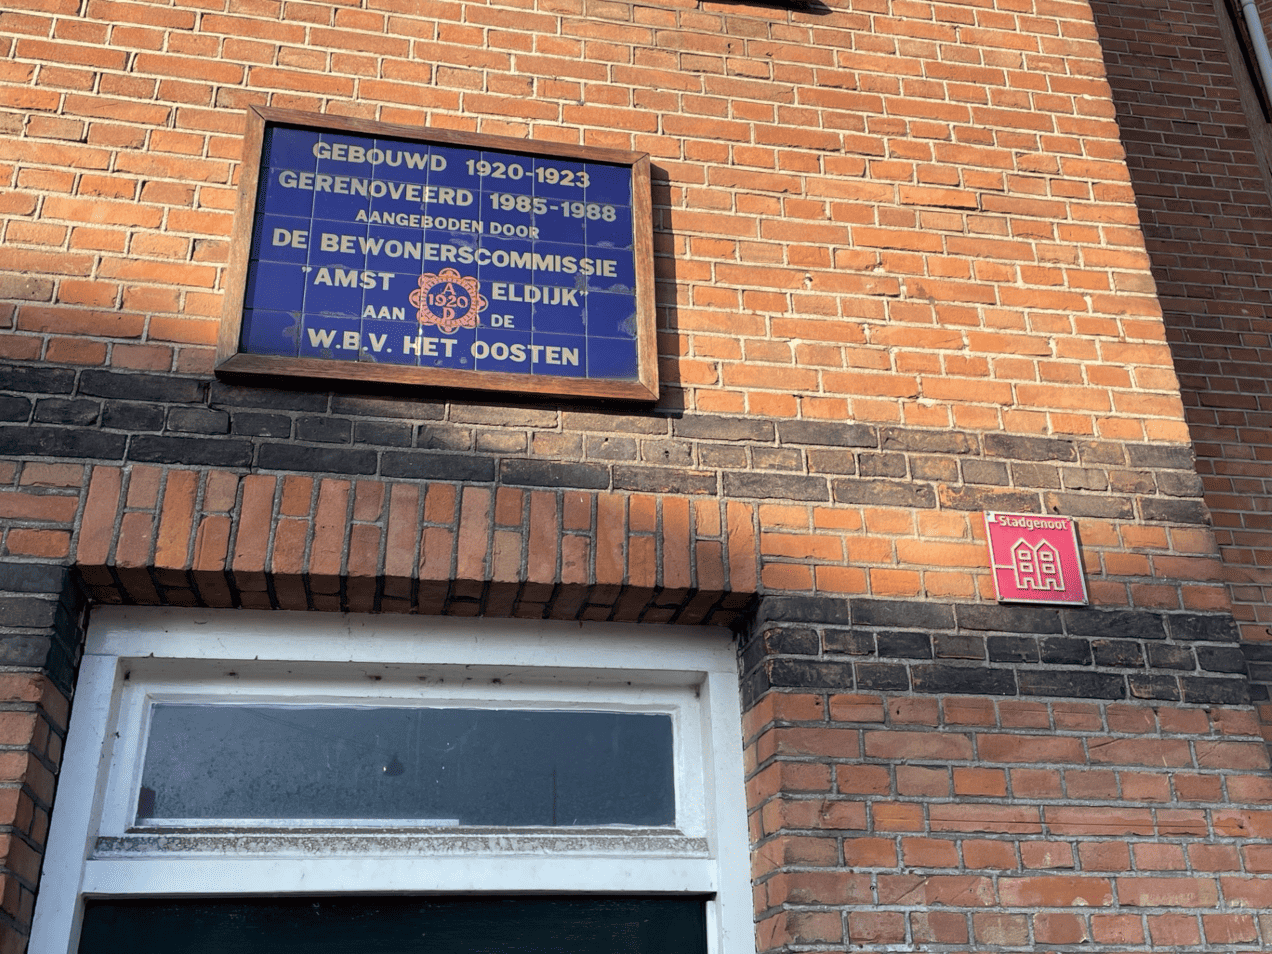 GEBOUWD 1920-1923
GERENOVEERD 1985-1988
AANGEBODEN DOOR
DE BEWONERSCOMMISSIE
"AMST ELDIJK"
A
1920
D
AAN DE
W.B.V. HET OOSTEN
Stadgenoot